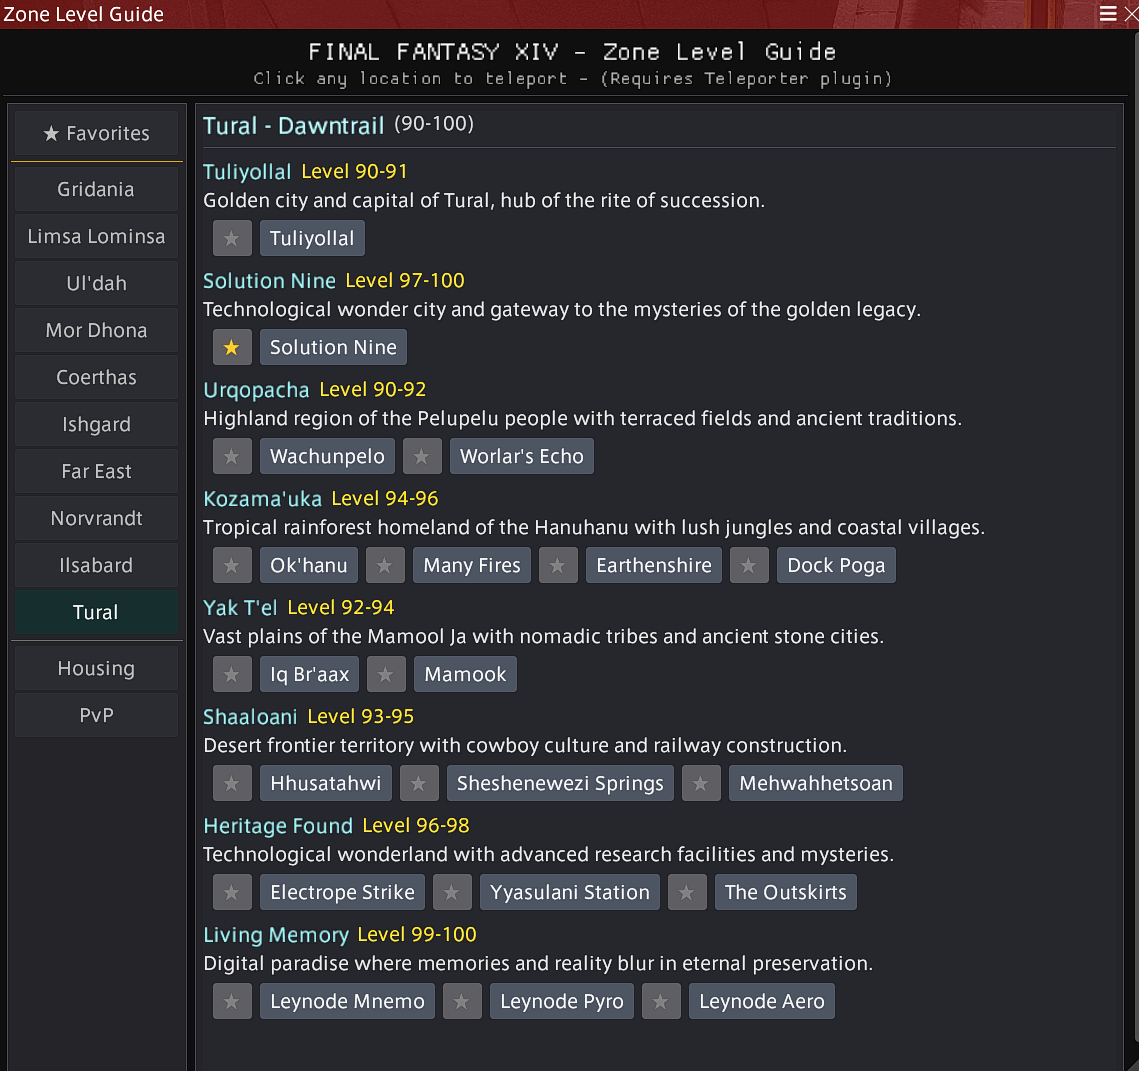 Zone Level Guide
FINAL FANTASY XIV - Zone Level Guide
Click any location to teleport - (Requires Teleporter plugin)
★ Favorites
Gridania
Limsa Lominsa
Ul'dah
Mor Dhona
Coerthas
Ishgard
Far East
Norvrandt
Ilsabard
Tural
Housing
PvP
Tural - Dawntrail (90-100)
Tuliyollal Level 90-91
Golden city and capital of Tural, hub of the rite of succession.
★ Tuliyollal
Solution Nine Level 97-100
Technological wonder city and gateway to the mysteries of the golden legacy.
★ Solution Nine
Urqopacha Level 90-92
Highland region of the Pelupelu people with terraced fields and ancient traditions.
★ Wachunpelo ★ Worlar's Echo
Kozama'uka Level 94-96
Tropical rainforest homeland of the Hanuhanu with lush jungles and coastal villages.
★ Ok'hanu ★ Many Fires ★ Earthenshire ★ Dock Poga
Yak T'el Level 92-94
Vast plains of the Mamool Ja with nomadic tribes and ancient stone cities.
★ Iq Br'aax ★ Mamook
Shaaloani Level 93-95
Desert frontier territory with cowboy culture and railway construction.
★ Hhusatahwi ★ Sheshenewezi Springs ★ Mehwahhetsoan
Heritage Found Level 96-98
Technological wonderland with advanced research facilities and mysteries.
★ Electrope Strike ★ Yyasulani Station ★ The Outskirts
Living Memory Level 99-100
Digital paradise where memories and reality blur in eternal preservation.
★ Leynode Mnemo ★ Leynode Pyro ★ Leynode Aero